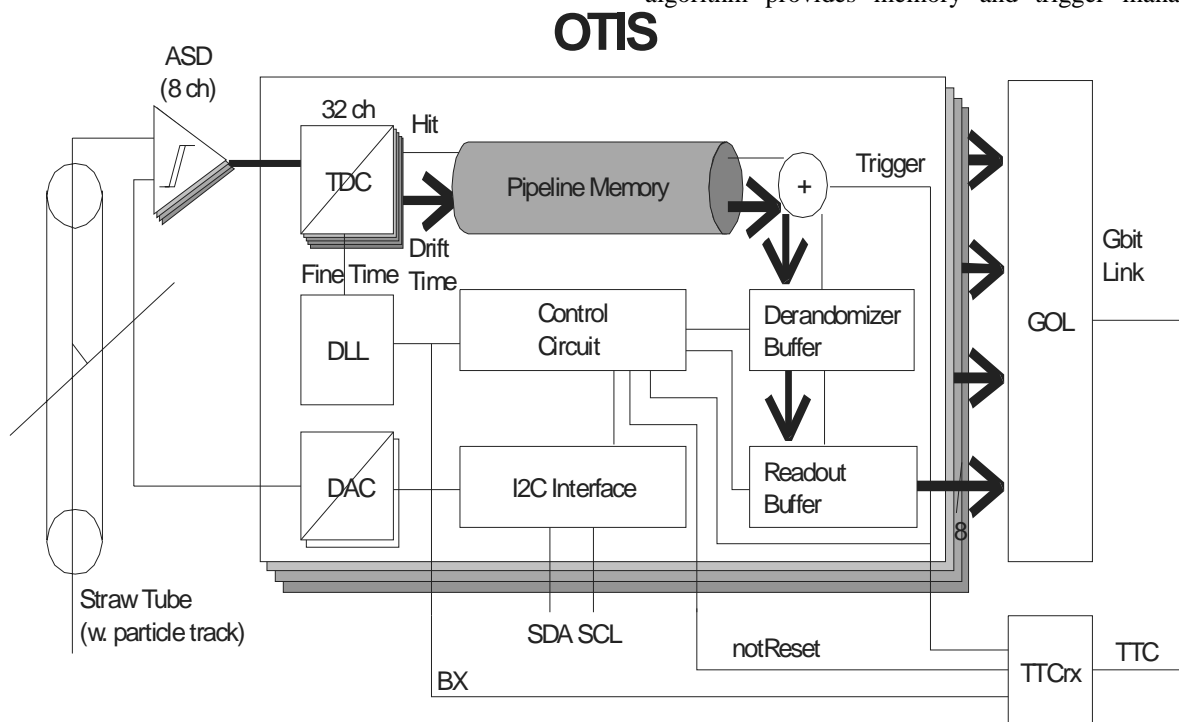 algorithm provides memory and trigger mana
OTIS
ASD
(8 ch)
32 ch
Hit
TDC
Pipeline Memory
+
Trigger
Drift
Time
Fine Time
Gbit
Link
DLL
Control
Circuit
Derandomizer
Buffer
GOL
DAC
I2C Interface
Readout
Buffer
8
Straw Tube
(w. particle track)
SDA SCL
notReset
BX
TTCrx
TTC